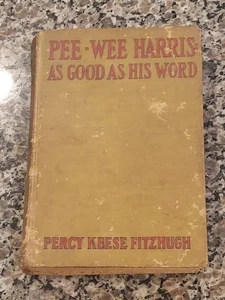 PEE-WEE HARRIS:
AS GOOD AS HIS WORD
PERCY KEESE FITZHUGH